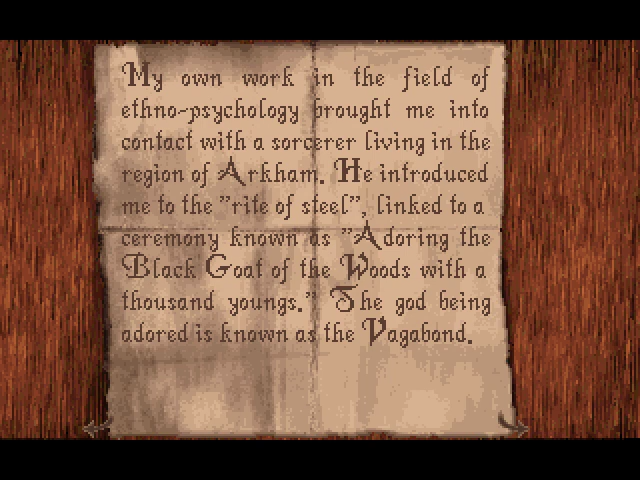 My own work in the field of
ethno-psychology brought me into
contact with a sorcerer living in the
region of Arkham. He introduced
me to the "rite of steel", linked to a
ceremony known as "Adoring the
Black Goat of the Woods with a
thousand youngs." The god being
adored is known as the Vagabond.